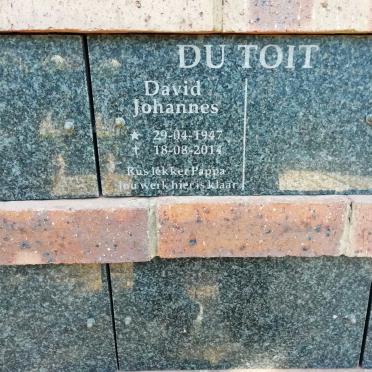 DU TOIT
David
Johannes
★ 29-04-1947
✝ 18-08-2014
Rus lekker Pappa
Jou werk hier is klaar